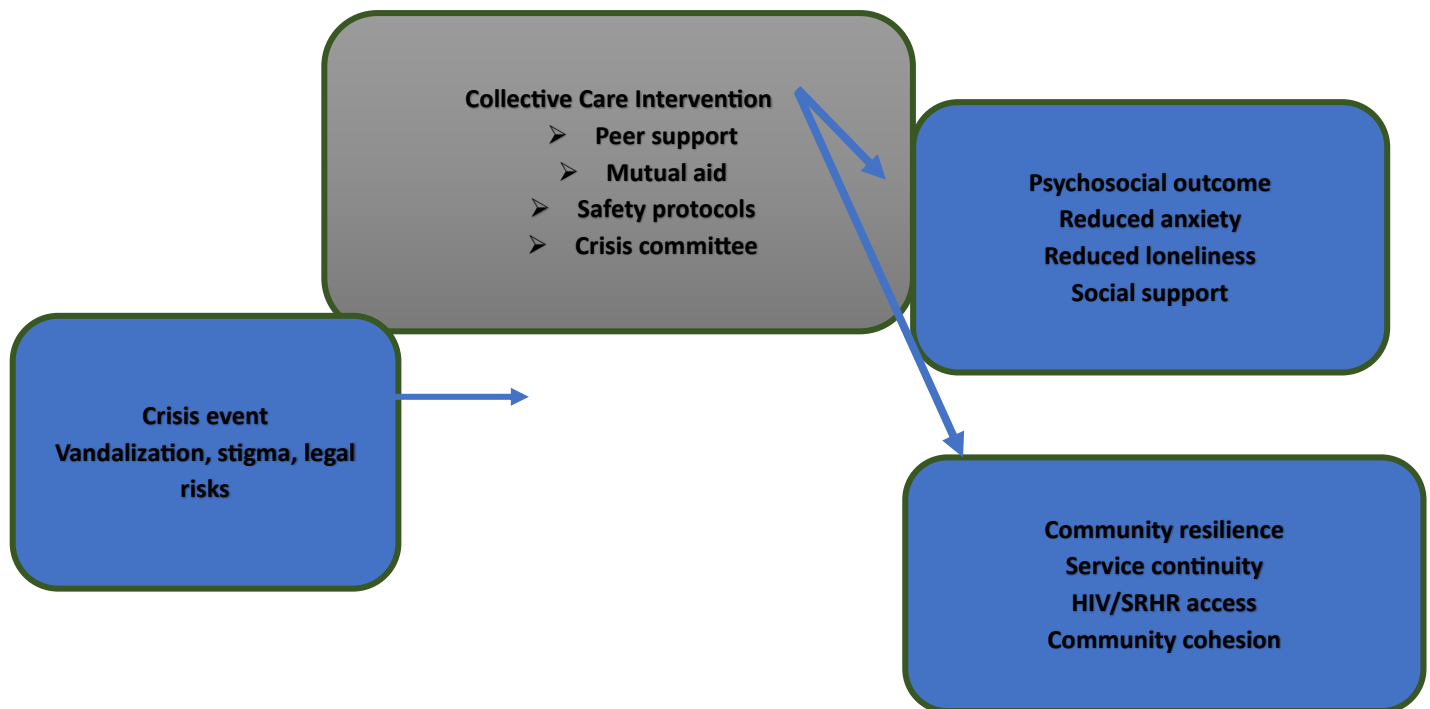 Collective Care Intervention
➢ Peer support
➢ Mutual aid
➢ Safety protocols
➢ Crisis committee
Psychosocial outcome
Reduced anxiety
Reduced loneliness
Social support
Crisis event
Vandalization, stigma, legal
risks
Community resilience
Service continuity
HIV/SRHR access
Community cohesion